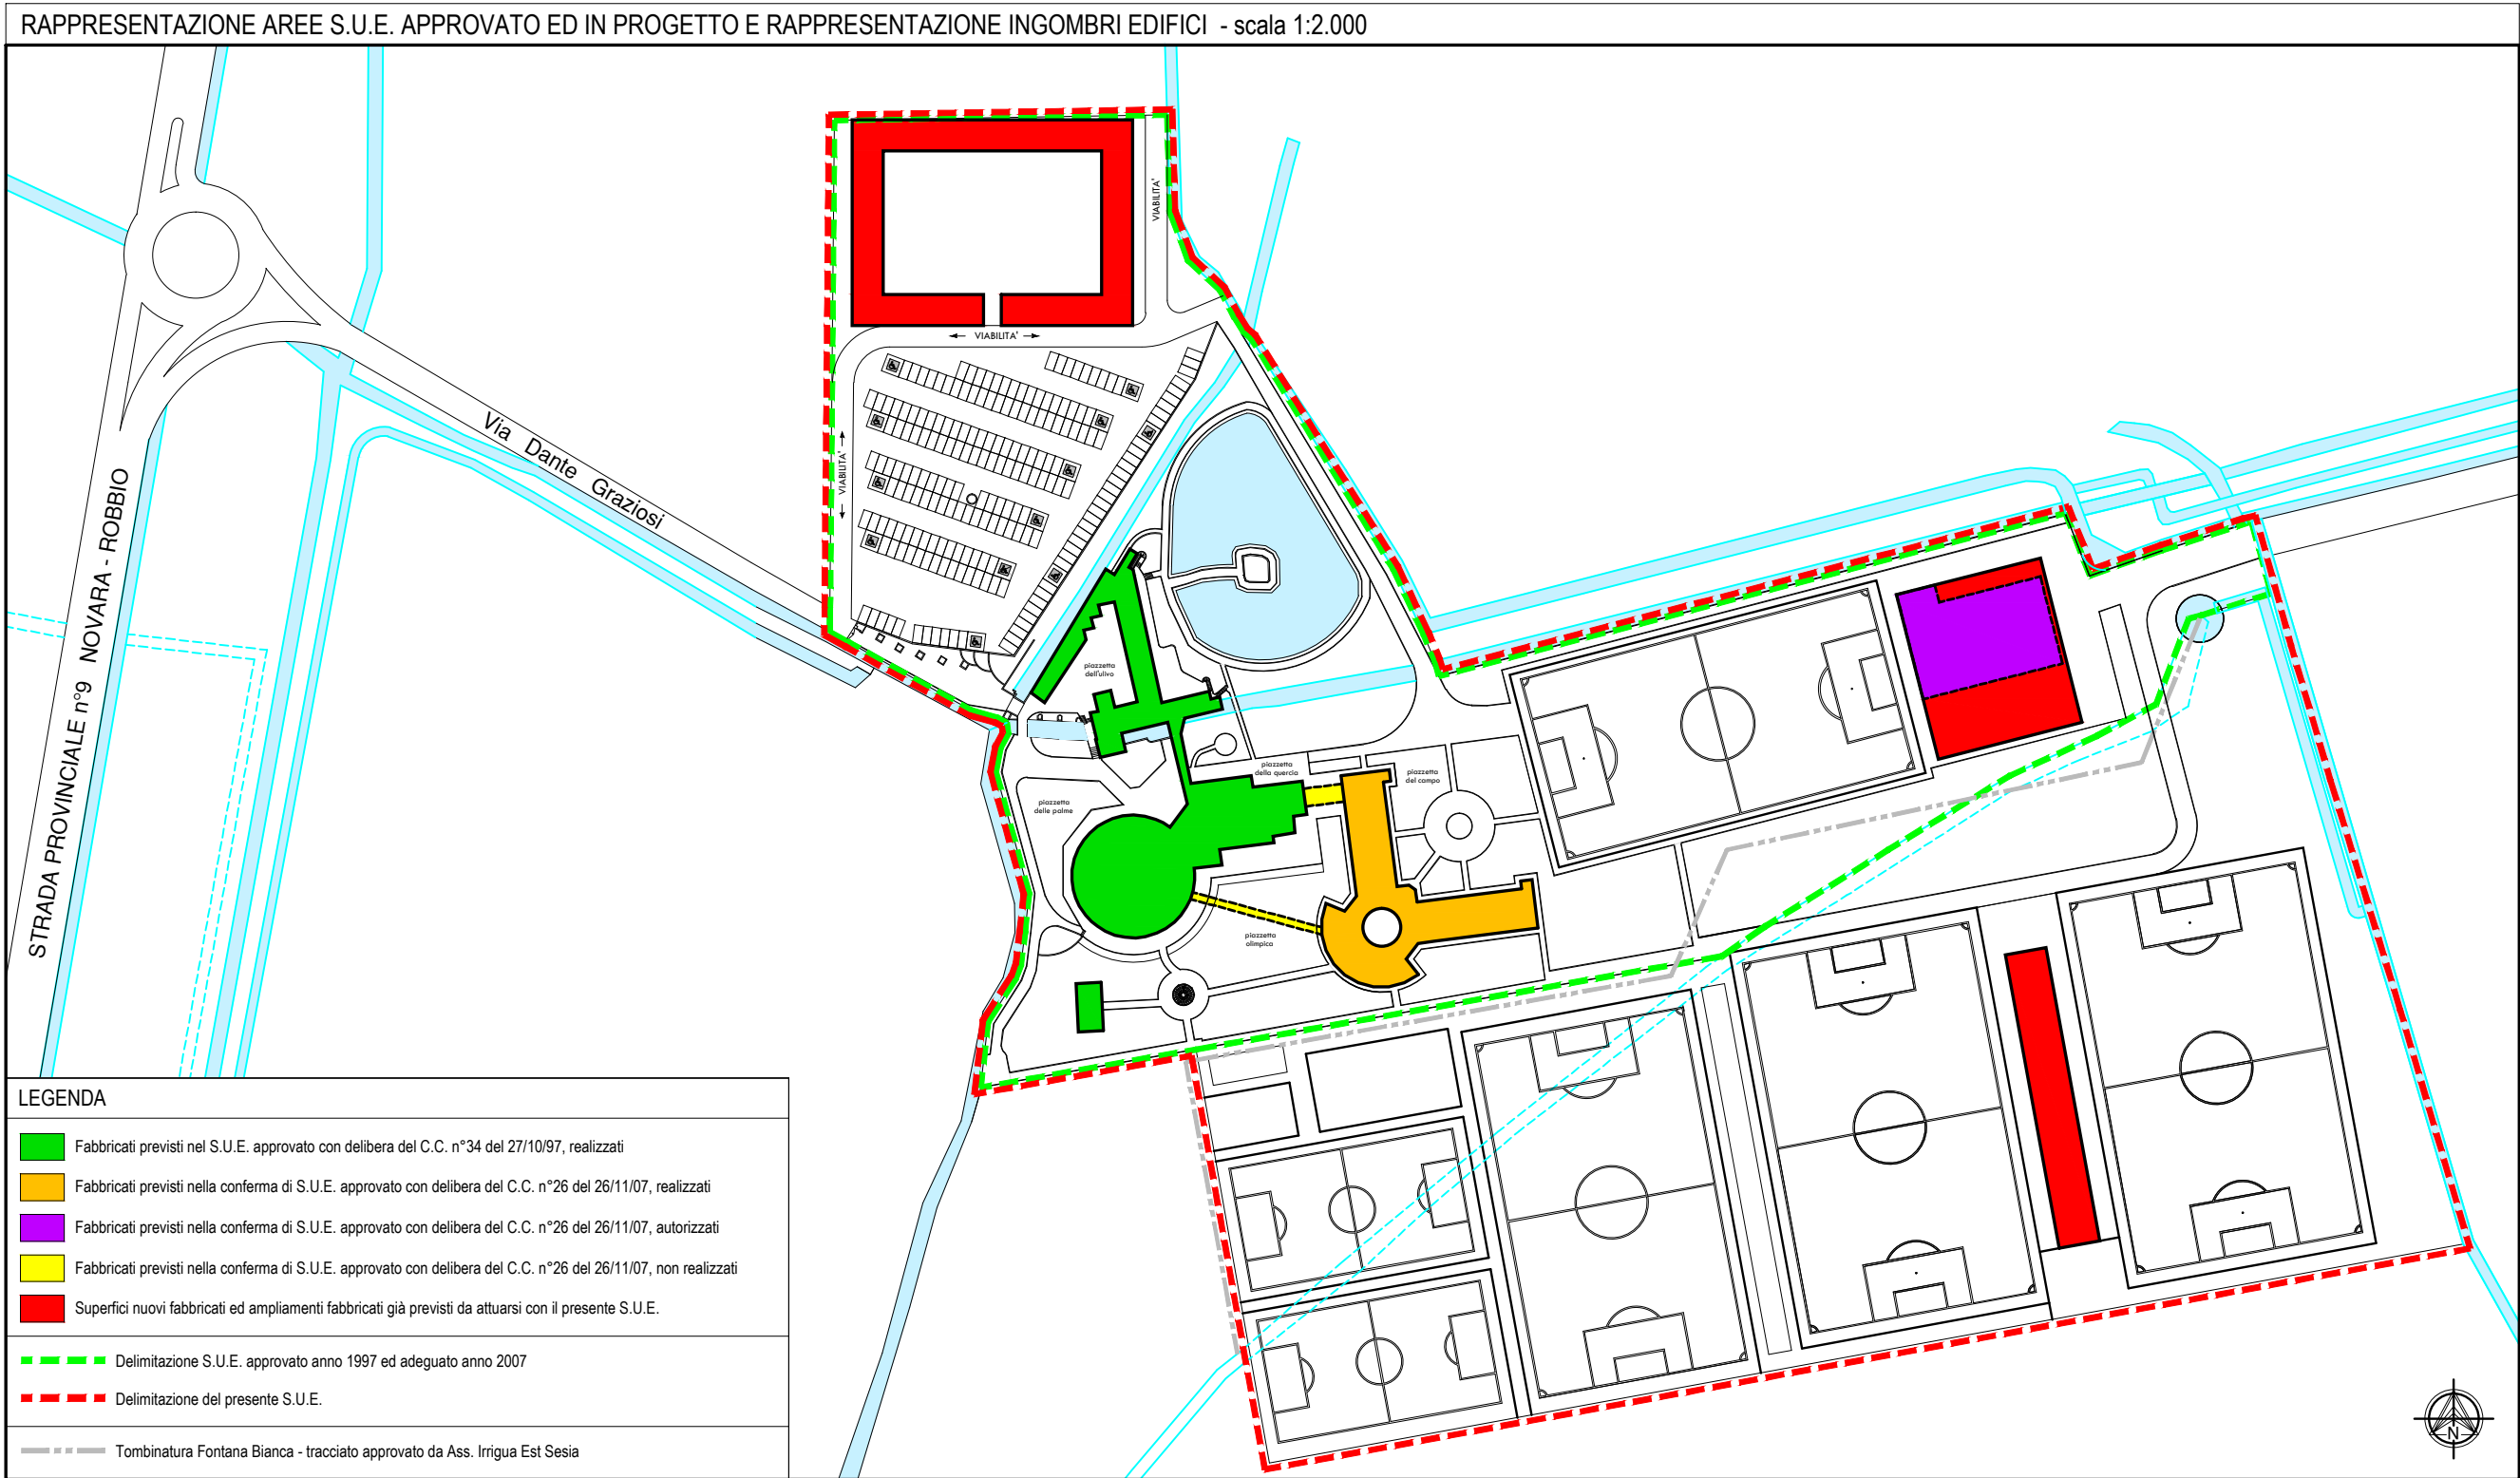 RAPPRESENTAZIONE AREE S.U.E. APPROVATO ED IN PROGETTO E RAPPRESENTAZIONE INGOMBRI EDIFICI - scala 1:2.000
VIABILITA'
VIABILITA'
VIABILITA'
Via Dante Graziosi
STRADA PROVINCIALE n°9 NOVARA - ROBBIO
piazzetta
dell'ulivo
piazzetta
della quercia
piazzetta
del campo
piazzetta
delle palme
piazzetta
olimpica
LEGENDA
Fabbricati previsti nel S.U.E. approvato con delibera del C.C. n°34 del 27/10/97, realizzati
Fabbricati previsti nella conferma di S.U.E. approvato con delibera del C.C. n°26 del 26/11/07, realizzati
Fabbricati previsti nella conferma di S.U.E. approvato con delibera del C.C. n°26 del 26/11/07, autorizzati
Fabbricati previsti nella conferma di S.U.E. approvato con delibera del C.C. n°26 del 26/11/07, non realizzati
Superfici nuovi fabbricati ed ampliamenti fabbricati già previsti da attuarsi con il presente S.U.E.
Delimitazione S.U.E. approvato anno 1997 ed adeguato anno 2007
Delimitazione del presente S.U.E.
Tombinatura Fontana Bianca - tracciato approvato da Ass. Irrigua Est Sesia
N